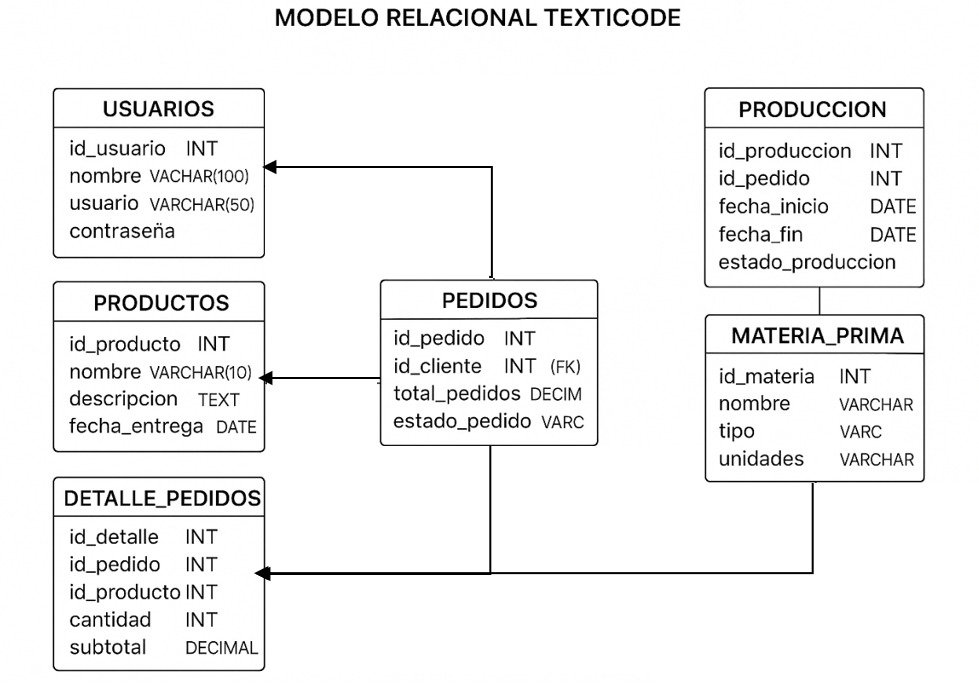 MODELO RELACIONAL TEXTICODE
USUARIOS
id_usuario INT
nombre VACHAR(100)
usuario VARCHAR(50)
contraseña
PRODUCTOS
id_producto INT
nombre VARCHAR(10)
descripcion TEXT
fecha_entrega DATE
DETALLE_PEDIDOS
id_detalle INT
id_pedido INT
id_producto INT
cantidad INT
subtotal DECIMAL
PEDIDOS
id_pedido INT
id_cliente INT (FK)
total_pedidos DECIM
estado_pedido VARC
PRODUCCION
id_produccion INT
id_pedido INT
fecha_inicio DATE
fecha_fin DATE
estado_produccion
MATERIA_PRIMA
id_materia INT
nombre VARCHAR
tipo VARC
unidades VARCHAR